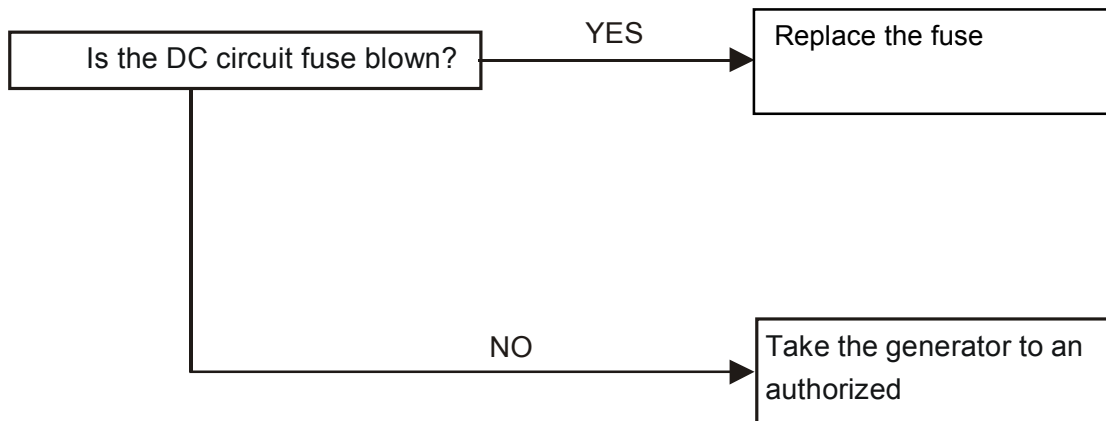 Is the DC circuit fuse blown?
YES
Replace the fuse
NO
Take the generator to an
authorized